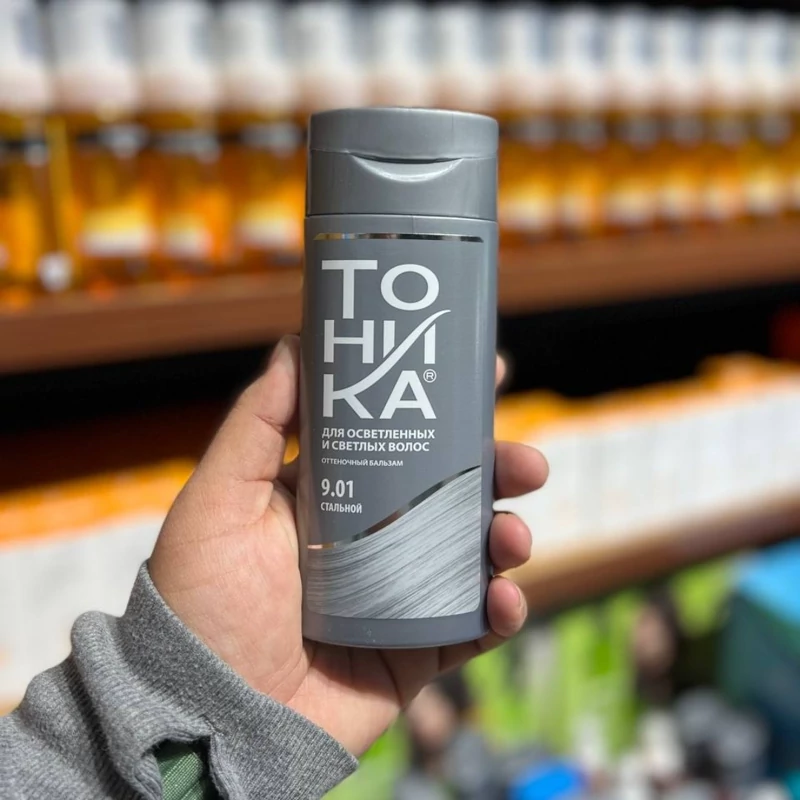 ТО
НИ
КА®
ДЛЯ ОСВЕТЛЕННЫХ
И СВЕТЛЫХ ВОЛОС
ОТТЕНОЧНЫЙ БАЛЬЗАМ
9.01
СТАЛЬНОЙ